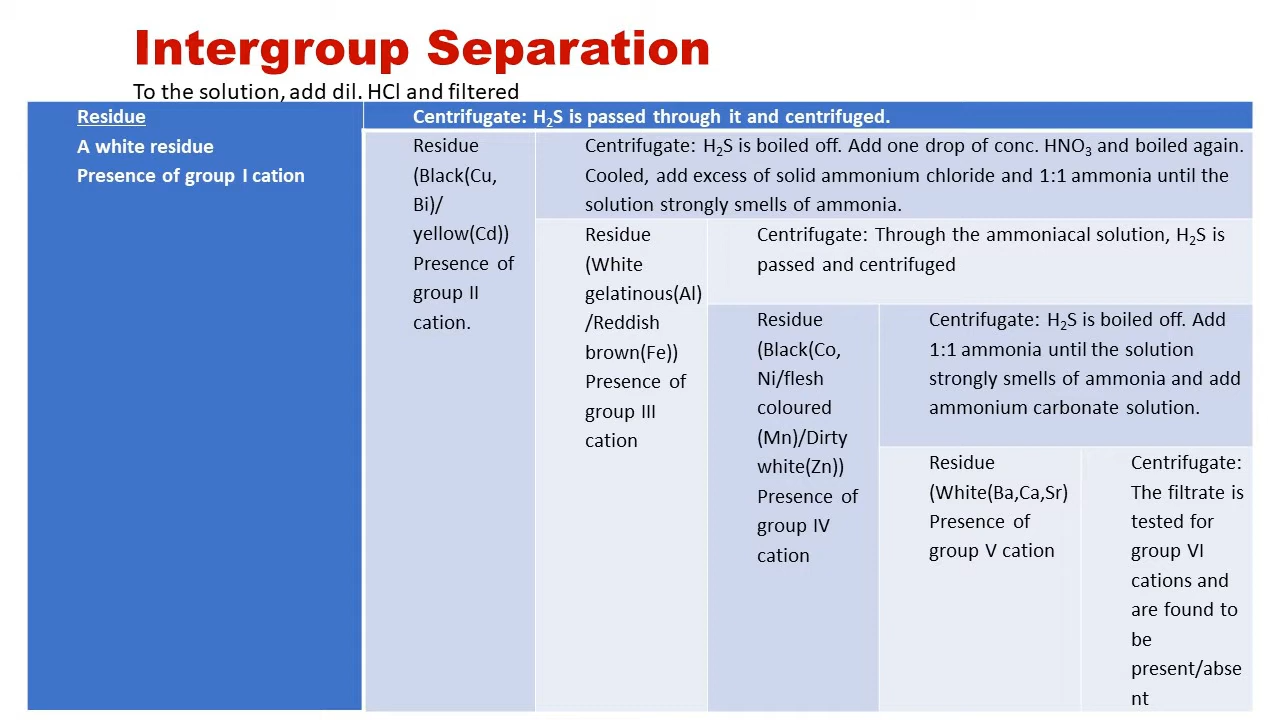 Intergroup Separation
To the solution, add dil. HCl and filtered
Residue
A white residue
Presence of group I cation
Centrifugate: H₂S is passed through it and centrifuged.
Residue
(Black(Cu,
Bi)/
yellow(Cd))
Presence of
group II
cation.
Centrifugate: H₂S is boiled off. Add one drop of conc. HNO₃ and boiled again.
Cooled, add excess of solid ammonium chloride and 1:1 ammonia until the
solution strongly smells of ammonia.
Residue
(White
gelatinous(Al)
/Reddish
brown(Fe))
Presence of
group III
cation
Centrifugate: Through the ammoniacal solution, H₂S is
passed and centrifuged
Residue
(Black(Co,
Ni/flesh
coloured
(Mn)/Dirty
white(Zn))
Presence of
group IV
cation
Centrifugate: H₂S is boiled off. Add
1:1 ammonia until the solution
strongly smells of ammonia and add
ammonium carbonate solution.
Residue
(White(Ba,Ca,Sr)
Presence of
group V cation
Centrifugate:
The filtrate is
tested for
group VI
cations and
are found to
be
present/abse
nt